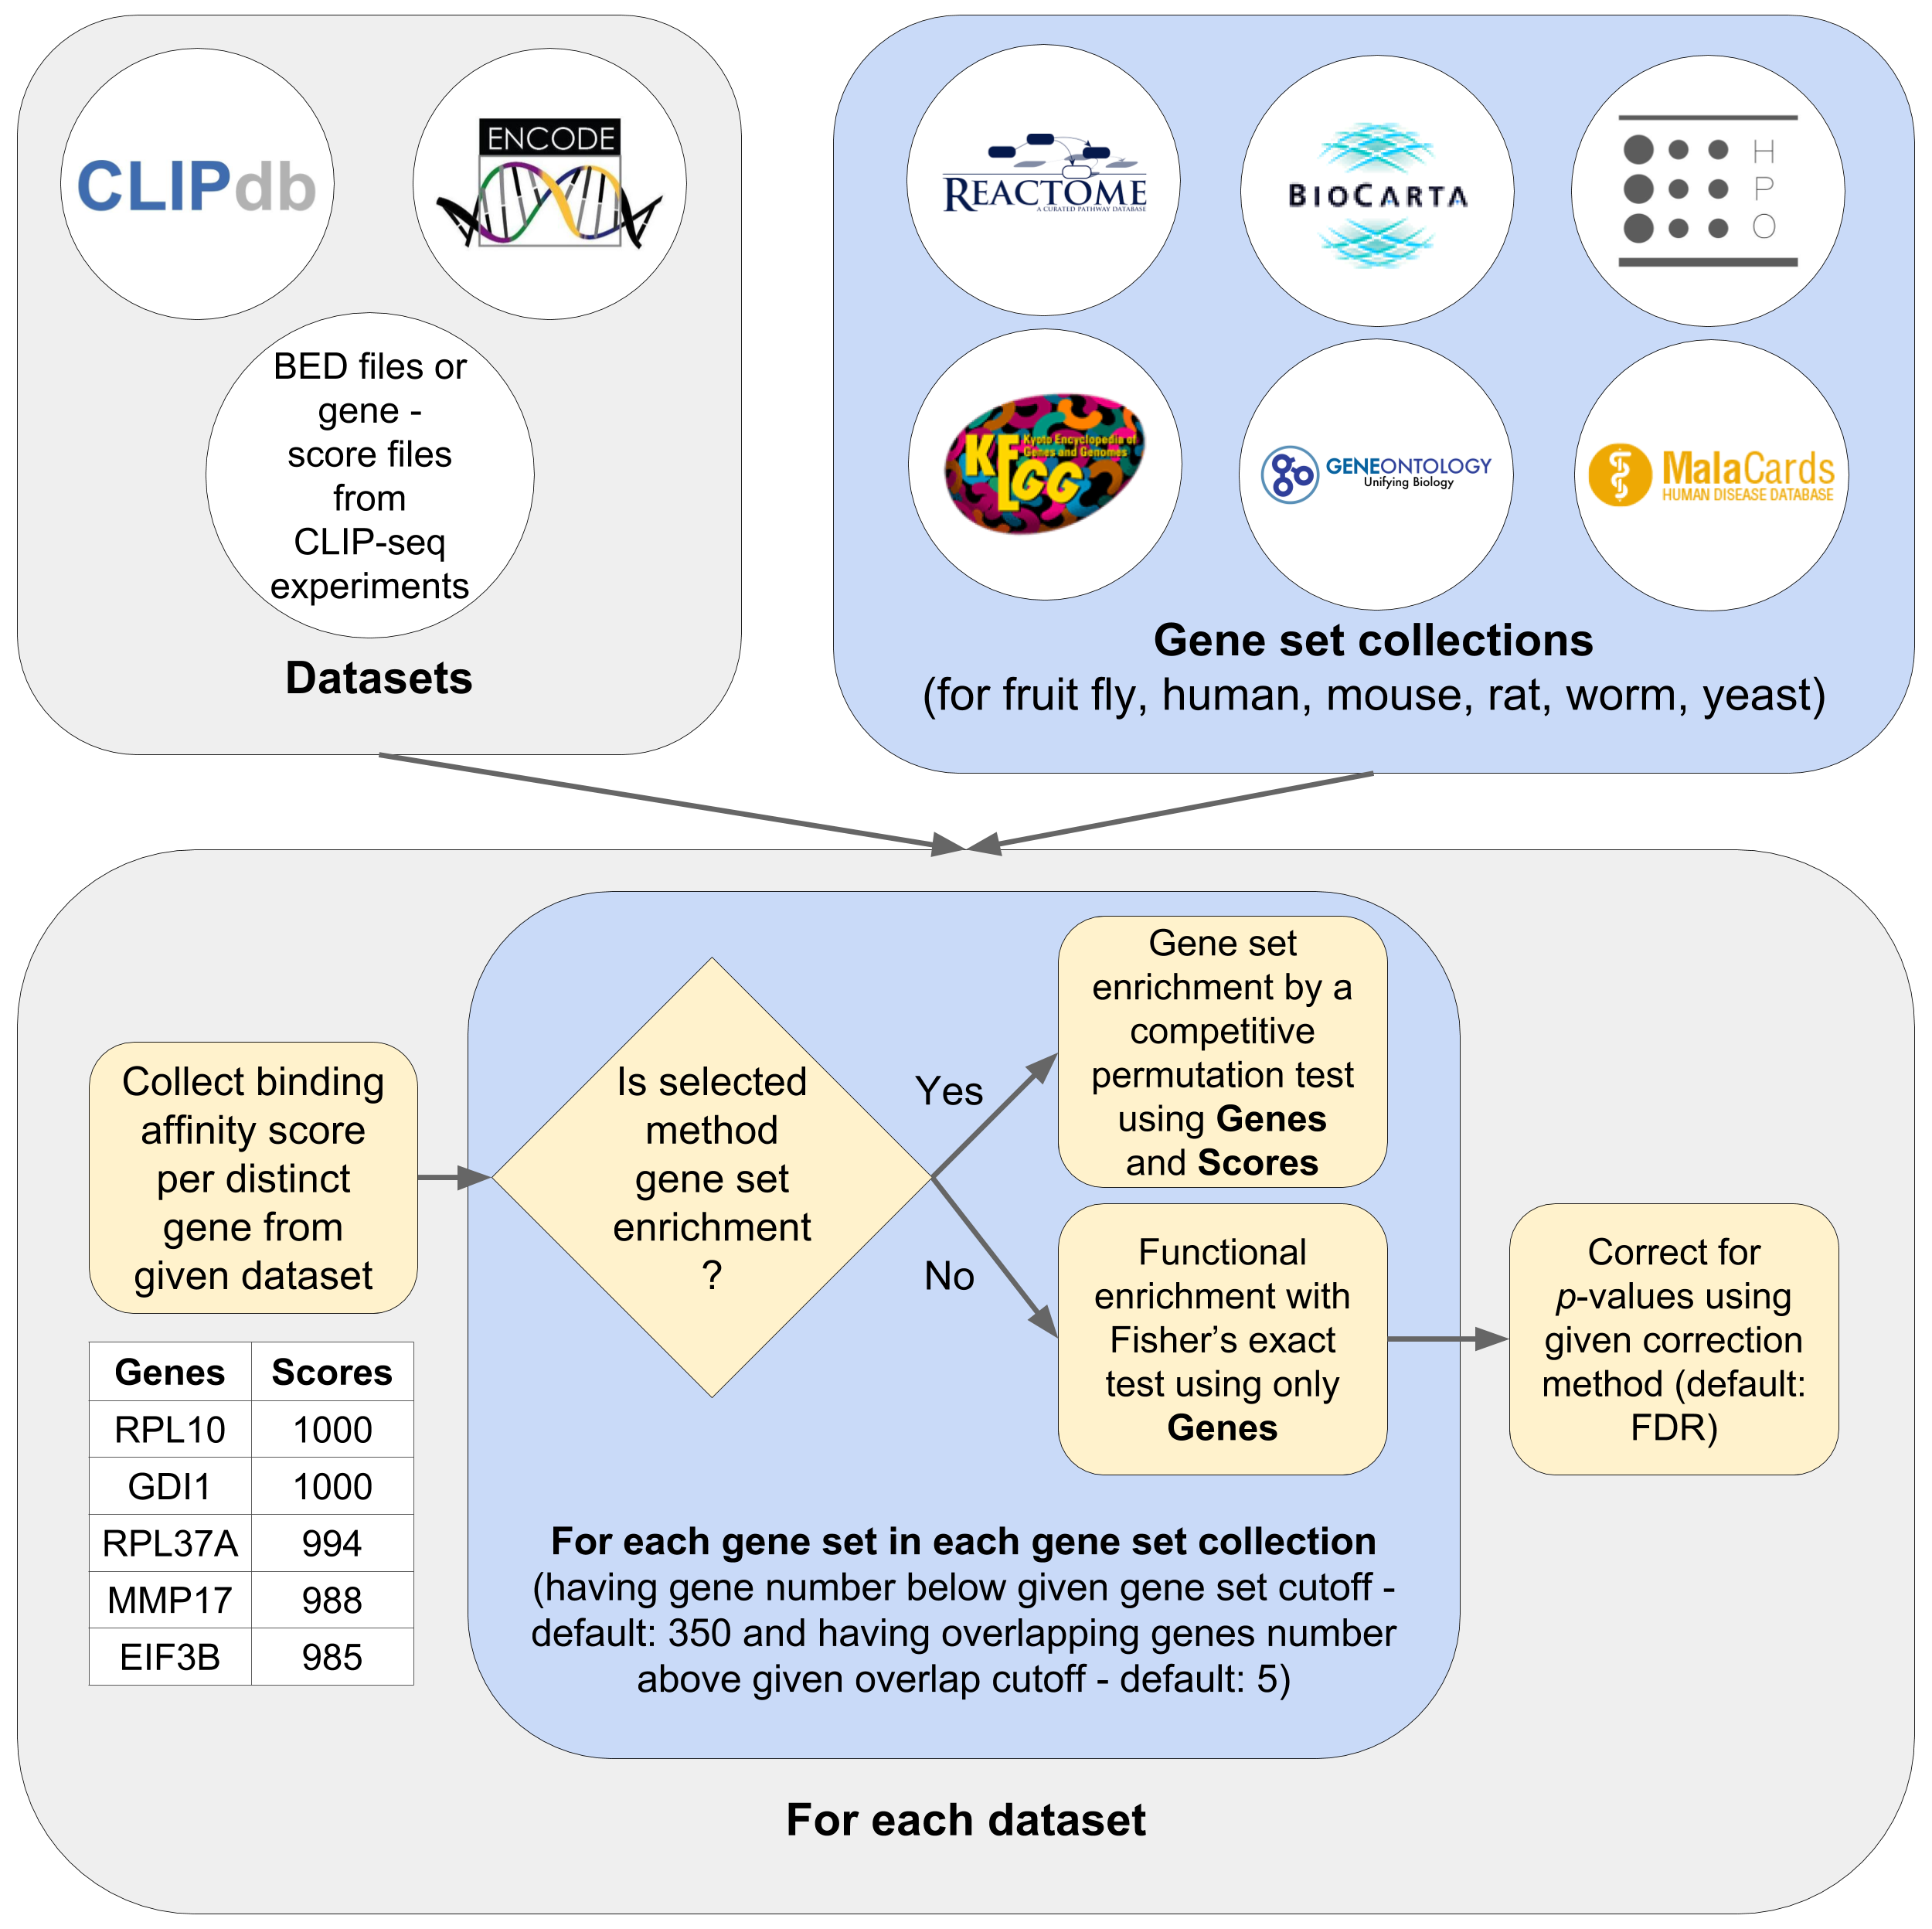 CLIPdb
ENCODE
BED files or
gene -
score files
from
CLIP-seq
experiments
Datasets
REACTOME
A CURATED PATHWAY DATABASE
BIOCARTA
H
P
O
KEGG
Kyoto Encyclopedia of
Genes and Genomes
go
GENEONTOLOGY
Unifying Biology
MalaCards
HUMAN DISEASE DATABASE
Gene set collections
(for fruit fly, human, mouse, rat, worm, yeast)
Collect binding
affinity score
per distinct
gene from
given dataset
Genes Scores
RPL10 1000
GDI1 1000
RPL37A 994
MMP17 988
EIF3B 985
Is selected
method
gene set
enrichment
?
Yes
No
Gene set
enrichment by a
competitive
permutation test
using Genes
and Scores
Functional
enrichment with
Fisher’s exact
test using only
Genes
Correct for
p-values using
given correction
method (default:
FDR)
For each gene set in each gene set collection
(having gene number below given gene set cutoff -
default: 350 and having overlapping genes number
above given overlap cutoff - default: 5)
For each dataset